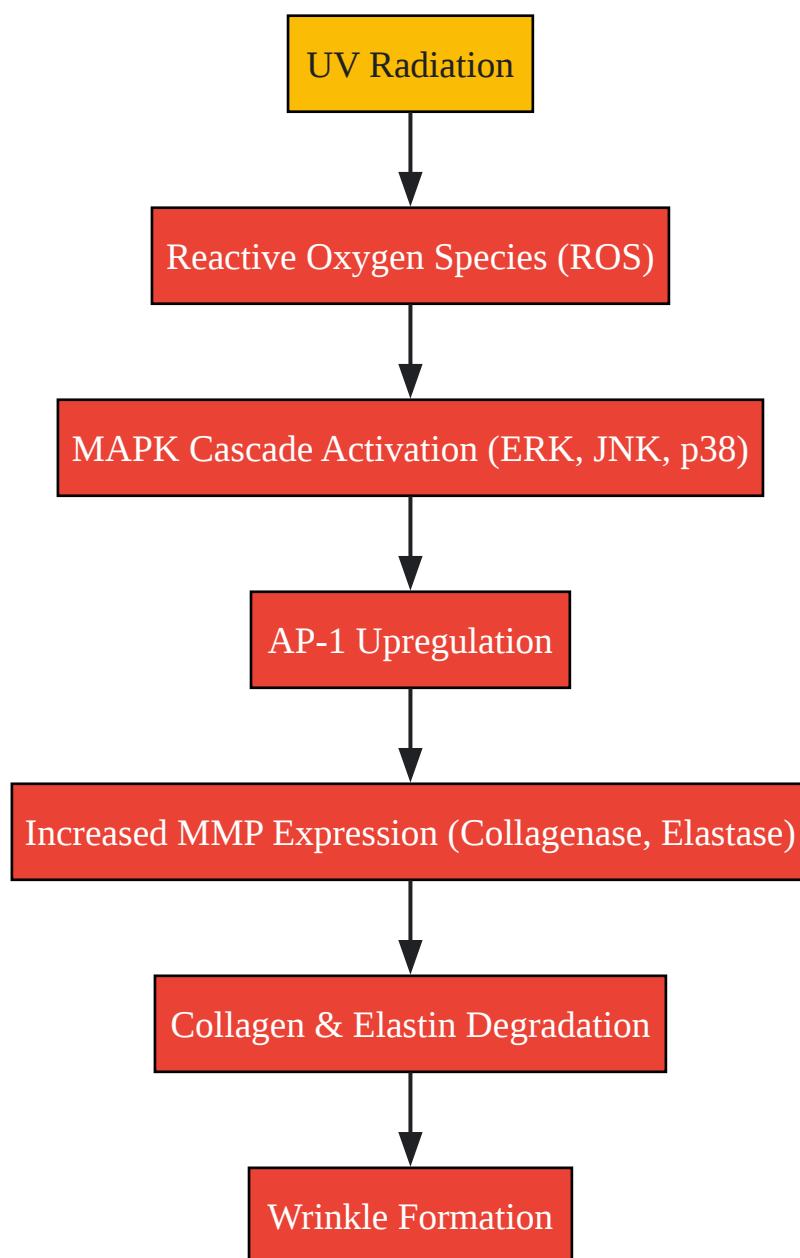 UV Radiation
Reactive Oxygen Species (ROS)
MAPK Cascade Activation (ERK, JNK, p38)
AP-1 Upregulation
Increased MMP Expression (Collagenase, Elastase)
Collagen & Elastin Degradation
Wrinkle Formation